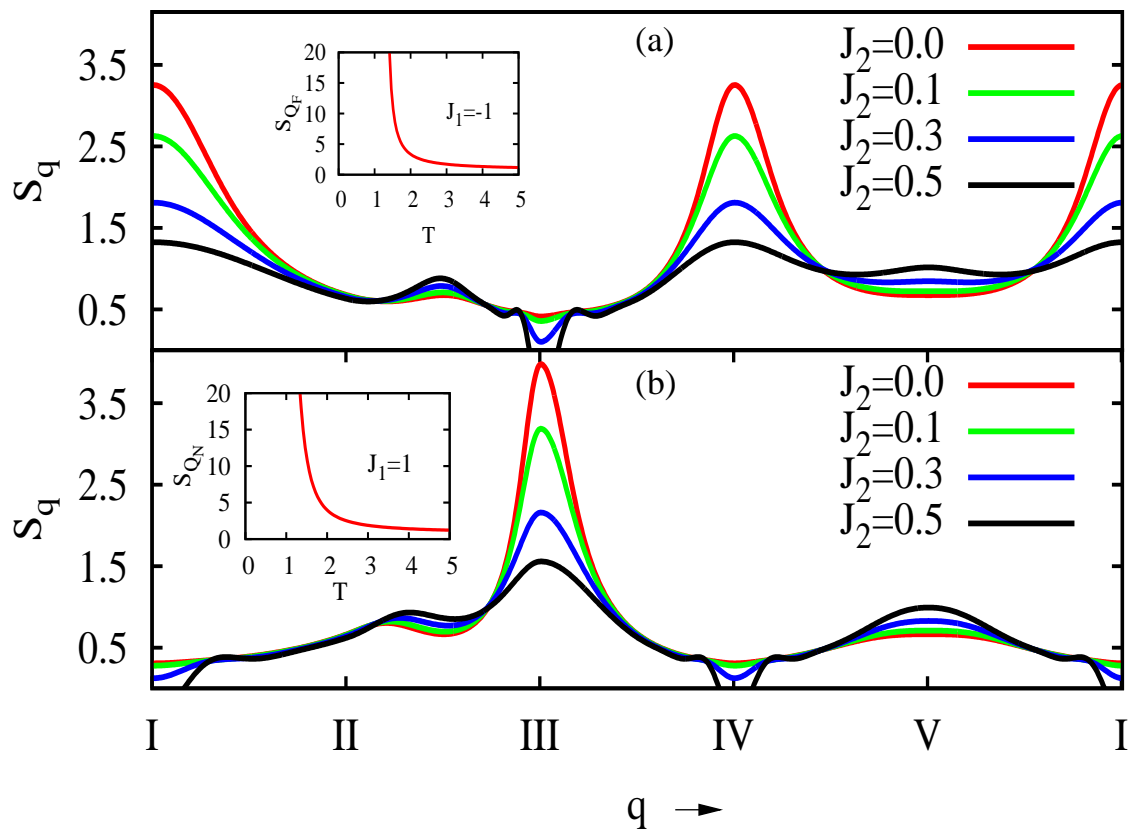 (a)
J2=0.0
J2=0.1
J2=0.3
J2=0.5
3.5
2.5
1.5
0.5
Sq
20
15
10
5
0
SQF
J1=-1
0 1 2 3 4 5
T
(b)
J2=0.0
J2=0.1
J2=0.3
J2=0.5
3.5
2.5
1.5
0.5
Sq
20
15
10
5
0
SQN
J1=1
0 1 2 3 4 5
T
I II III IV V I
q →